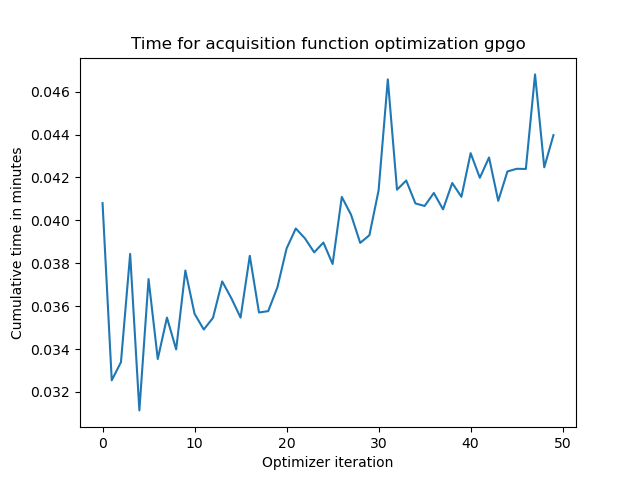 Time for acquisition function optimization gpgo
Cumulative time in minutes
0.046
0.044
0.042
0.040
0.038
0.036
0.034
0.032
0 10 20 30 40 50
Optimizer iteration